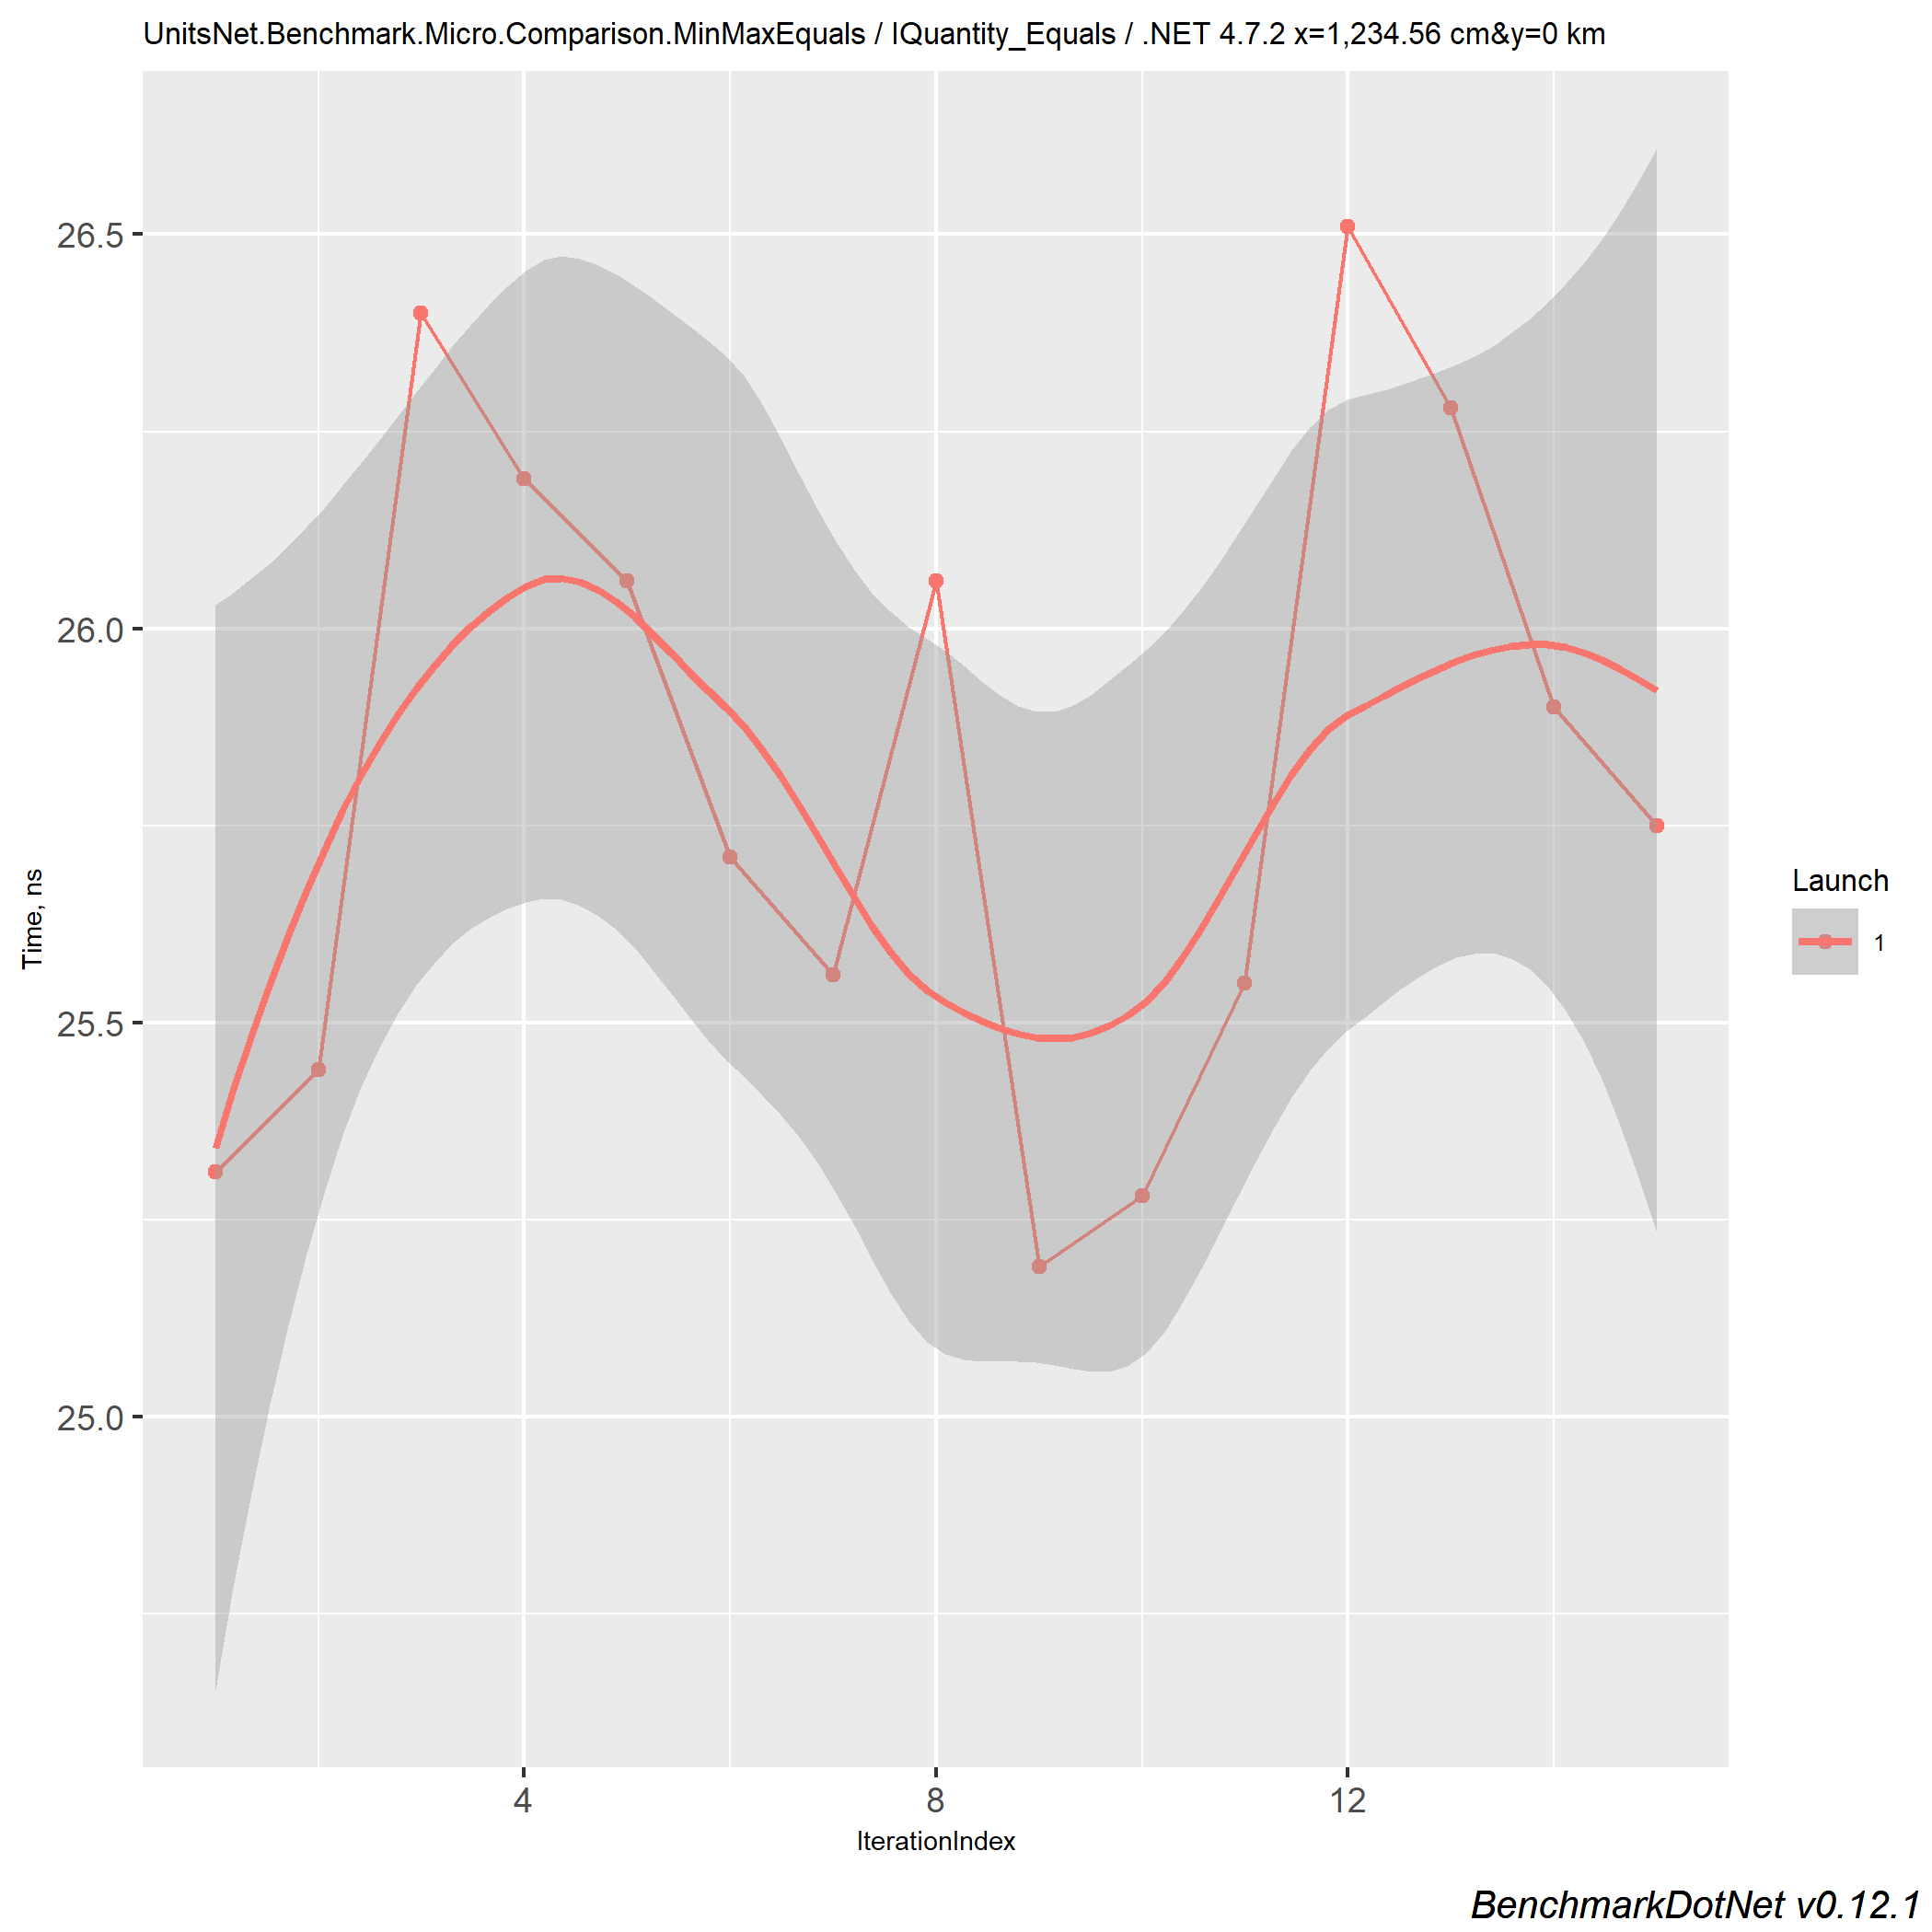 UnitsNet.Benchmark.Micro.Comparison.MinMaxEquals / IQuantity_Equals / .NET 4.7.2 x=1,234.56 cm&y=0 km
26.5
26.0
25.5
25.0
Time, ns
4
8
12
IterationIndex
Launch
1
BenchmarkDotNet v0.12.1